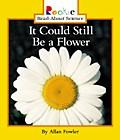 Rookie
Read-About Science
It Could Still
Be a Flower
By Allan Fowler